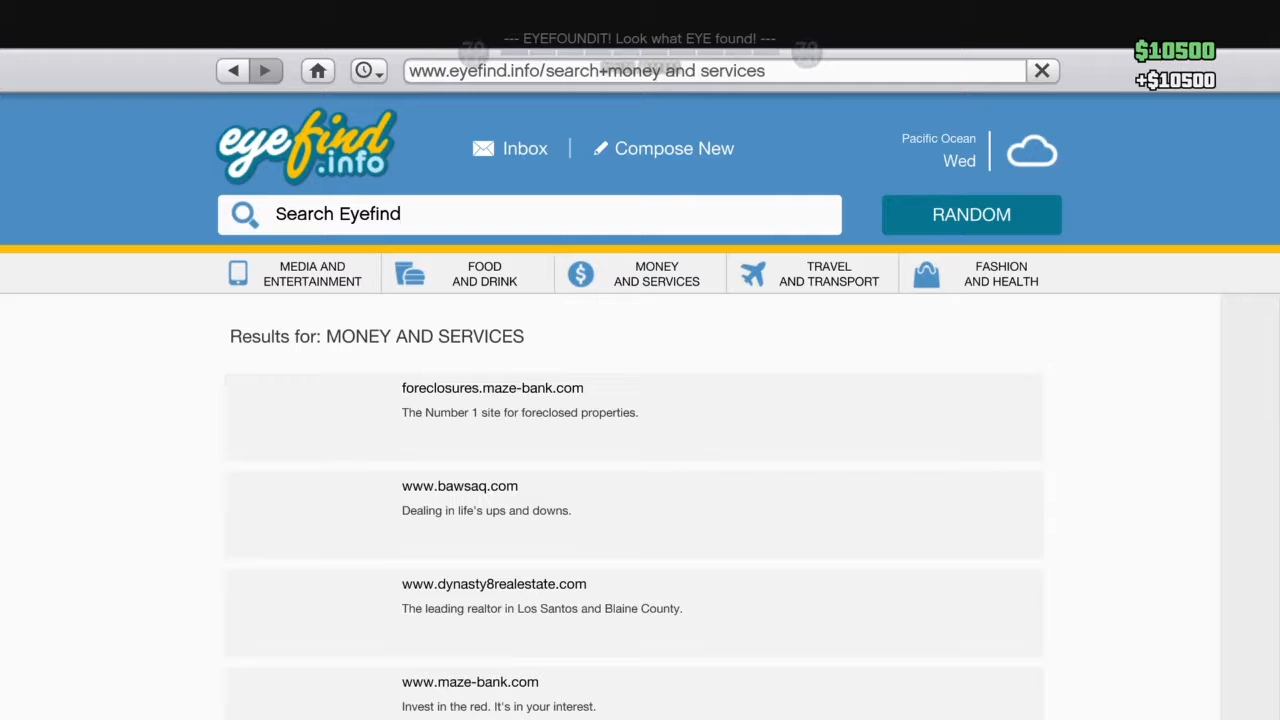 --- EYEFOUNDIT! Look what EYE found! ---
$10500
+$10500
www.eyefind.info/search+money and services
eyefind
.info
Inbox
Compose New
Pacific Ocean
Wed
Search Eyefind
RANDOM
MEDIA AND
ENTERTAINMENT
FOOD
AND DRINK
MONEY
AND SERVICES
TRAVEL
AND TRANSPORT
FASHION
AND HEALTH
Results for: MONEY AND SERVICES
foreclosures.maze-bank.com
The Number 1 site for foreclosed properties.
www.bawsaq.com
Dealing in life's ups and downs.
www.dynasty8realestate.com
The leading realtor in Los Santos and Blaine County.
www.maze-bank.com
Invest in the red. It's in your interest.